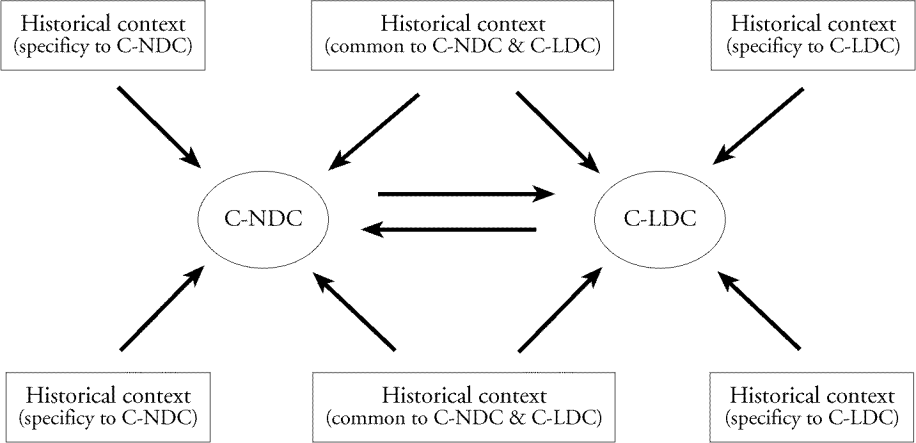 Historical context
(specificy to C-NDC)
Historical context
(common to C-NDC & C-LDC)
Historical context
(specificy to C-LDC)
C-NDC
C-LDC
Historical context
(specificy to C-NDC)
Historical context
(common to C-NDC & C-LDC)
Historical context
(specificy to C-LDC)